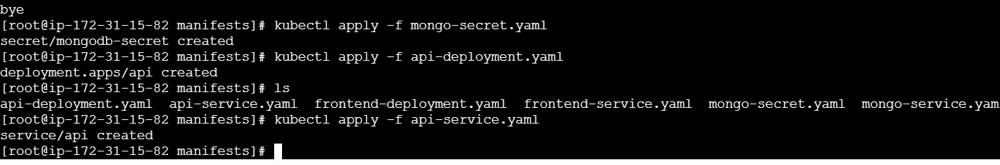 bye
[root@ip-172-31-15-82 manifests]# kubectl apply -f mongo-secret.yaml
secret/mongodb-secret created
[root@ip-172-31-15-82 manifests]# kubectl apply -f api-deployment.yaml
deployment.apps/api created
[root@ip-172-31-15-82 manifests]# ls
api-deployment.yaml  api-service.yaml  frontend-deployment.yaml  frontend-service.yaml  mongo-secret.yaml  mongo-service.yam
[root@ip-172-31-15-82 manifests]# kubectl apply -f api-service.yaml
service/api created
[root@ip-172-31-15-82 manifests]#